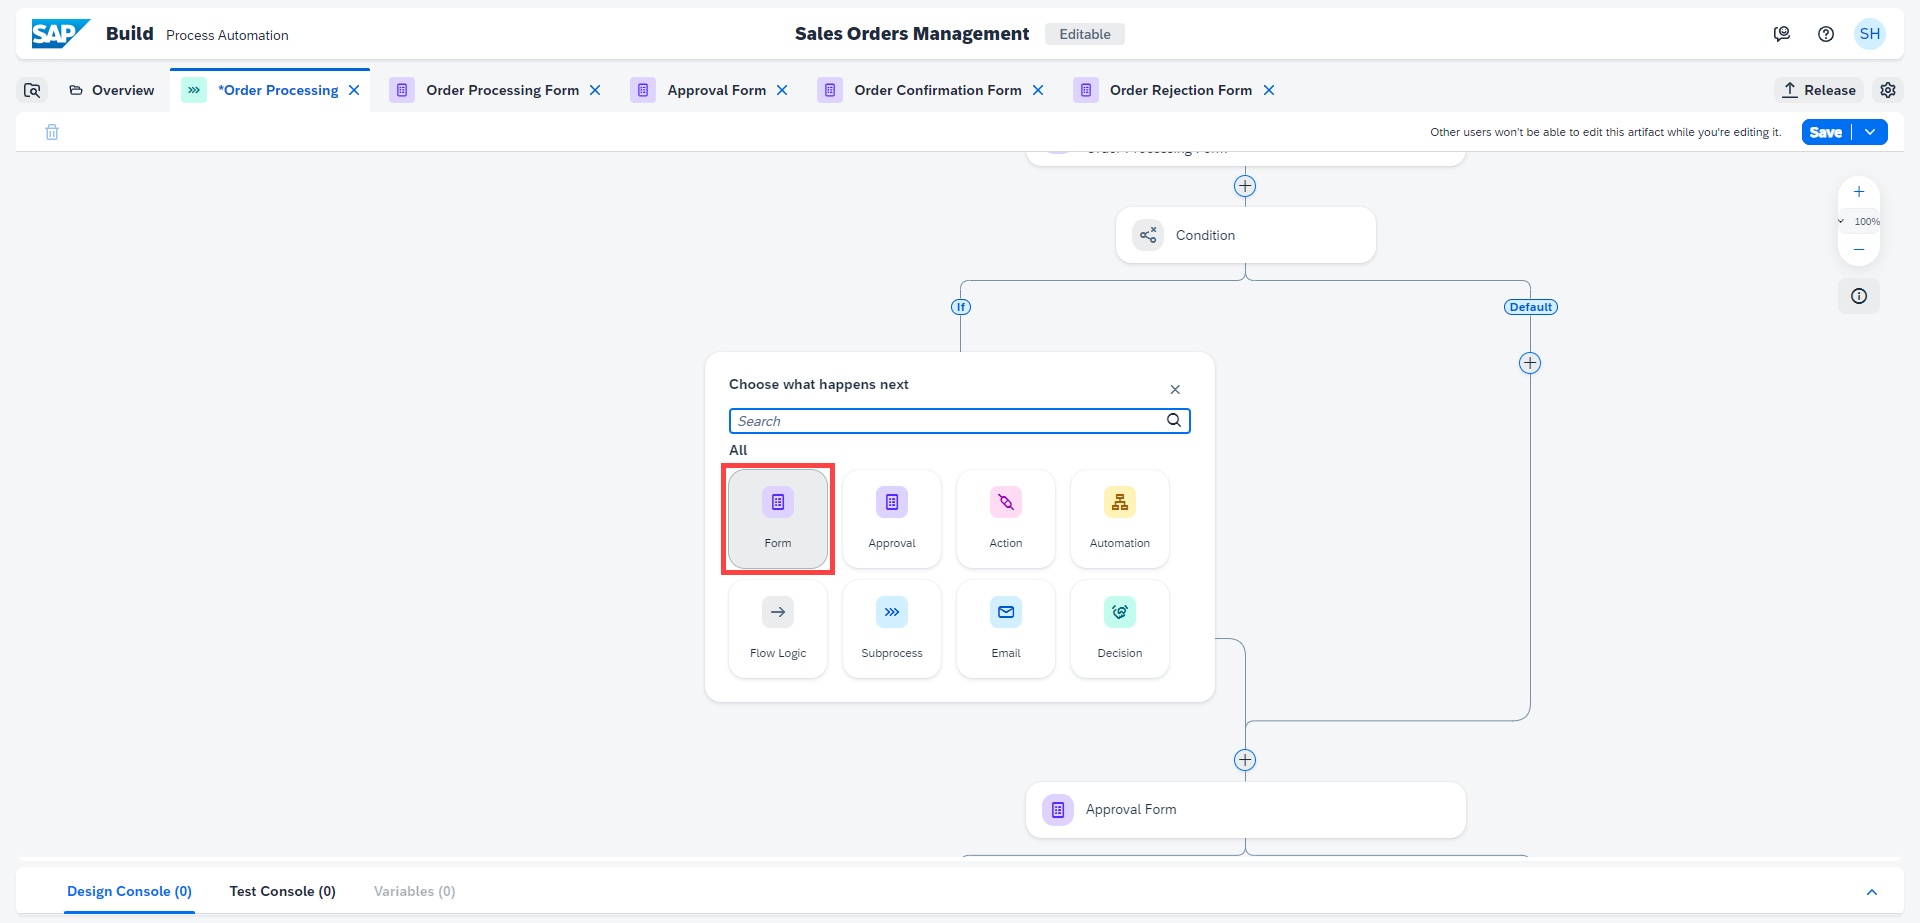 SAP Build Process Automation Sales Orders Management Editable SH
Overview *Order Processing Order Processing Form Approval Form Order Confirmation Form Order Rejection Form Release
Other users won't be able to edit this artifact while you're editing it. Save
Order Processing Form
Condition
100%
If Default
Choose what happens next
Search
All
Form Approval Action Automation
Flow Logic Subprocess Email Decision
Approval Form
Design Console (0) Test Console (0) Variables (0)